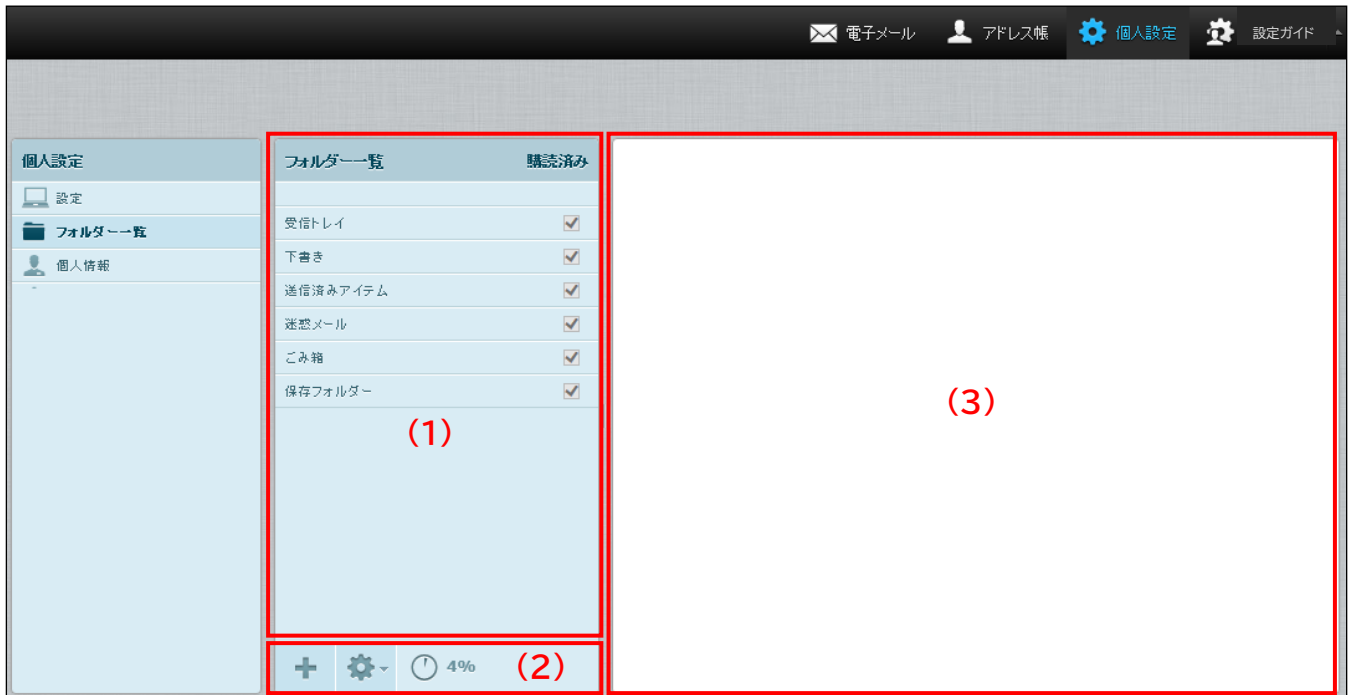 電子メール アドレス帳 個人設定 設定ガイド
個人設定
設定
フォルダー一覧
個人情報
フォルダー一覧 購読済み
受信トレイ
下書き
送信済みアイテム
迷惑メール
ごみ箱
保存フォルダー
(1)
4% (2)
(3)